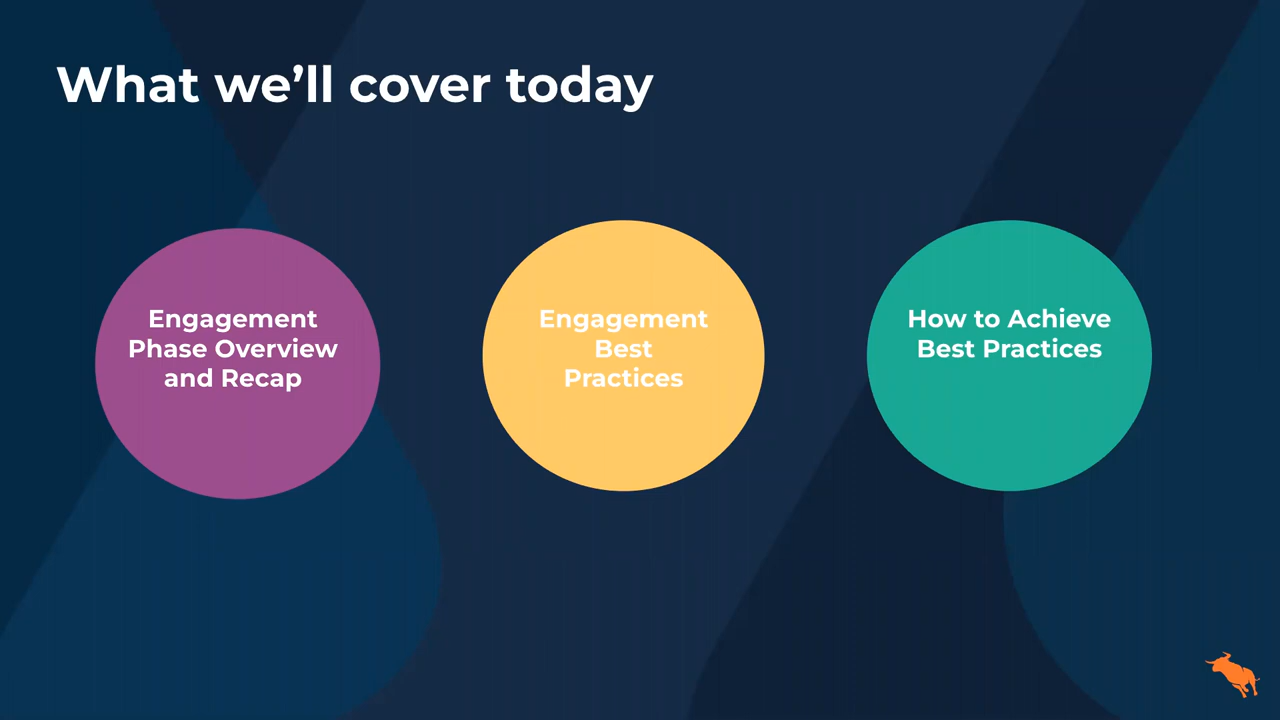 What we’ll cover today
Engagement
Phase Overview
and Recap
Engagement
Best
Practices
How to Achieve
Best Practices